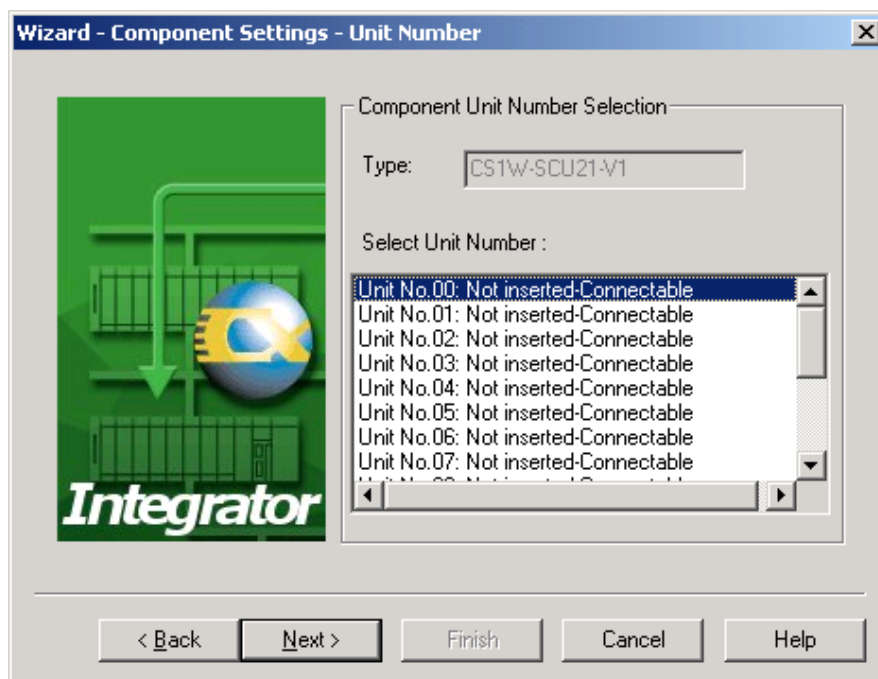 Wizard - Component Settings - Unit Number
Component Unit Number Selection
Type:
CS1W-SCU21-V1
Select Unit Number :
Unit No.00: Not inserted-Connectable
Unit No.01: Not inserted-Connectable
Unit No.02: Not inserted-Connectable
Unit No.03: Not inserted-Connectable
Unit No.04: Not inserted-Connectable
Unit No.05: Not inserted-Connectable
Unit No.06: Not inserted-Connectable
Unit No.07: Not inserted-Connectable
Cx
Integrator
< Back
Next >
Finish
Cancel
Help